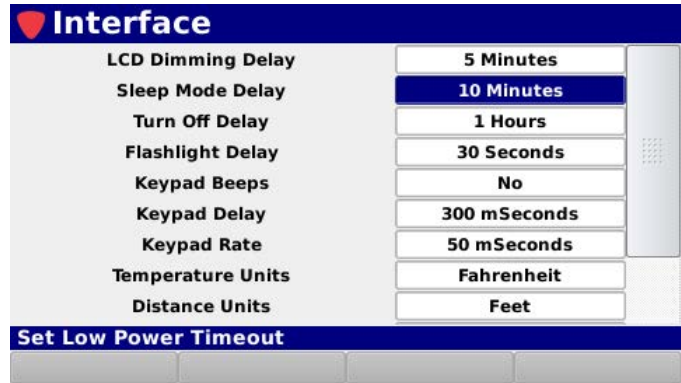 Interface
LCD Dimming Delay 5 Minutes
Sleep Mode Delay 10 Minutes
Turn Off Delay 1 Hours
Flashlight Delay 30 Seconds
Keypad Beeps No
Keypad Delay 300 mSeconds
Keypad Rate 50 mSeconds
Temperature Units Fahrenheit
Distance Units Feet
Set Low Power Timeout